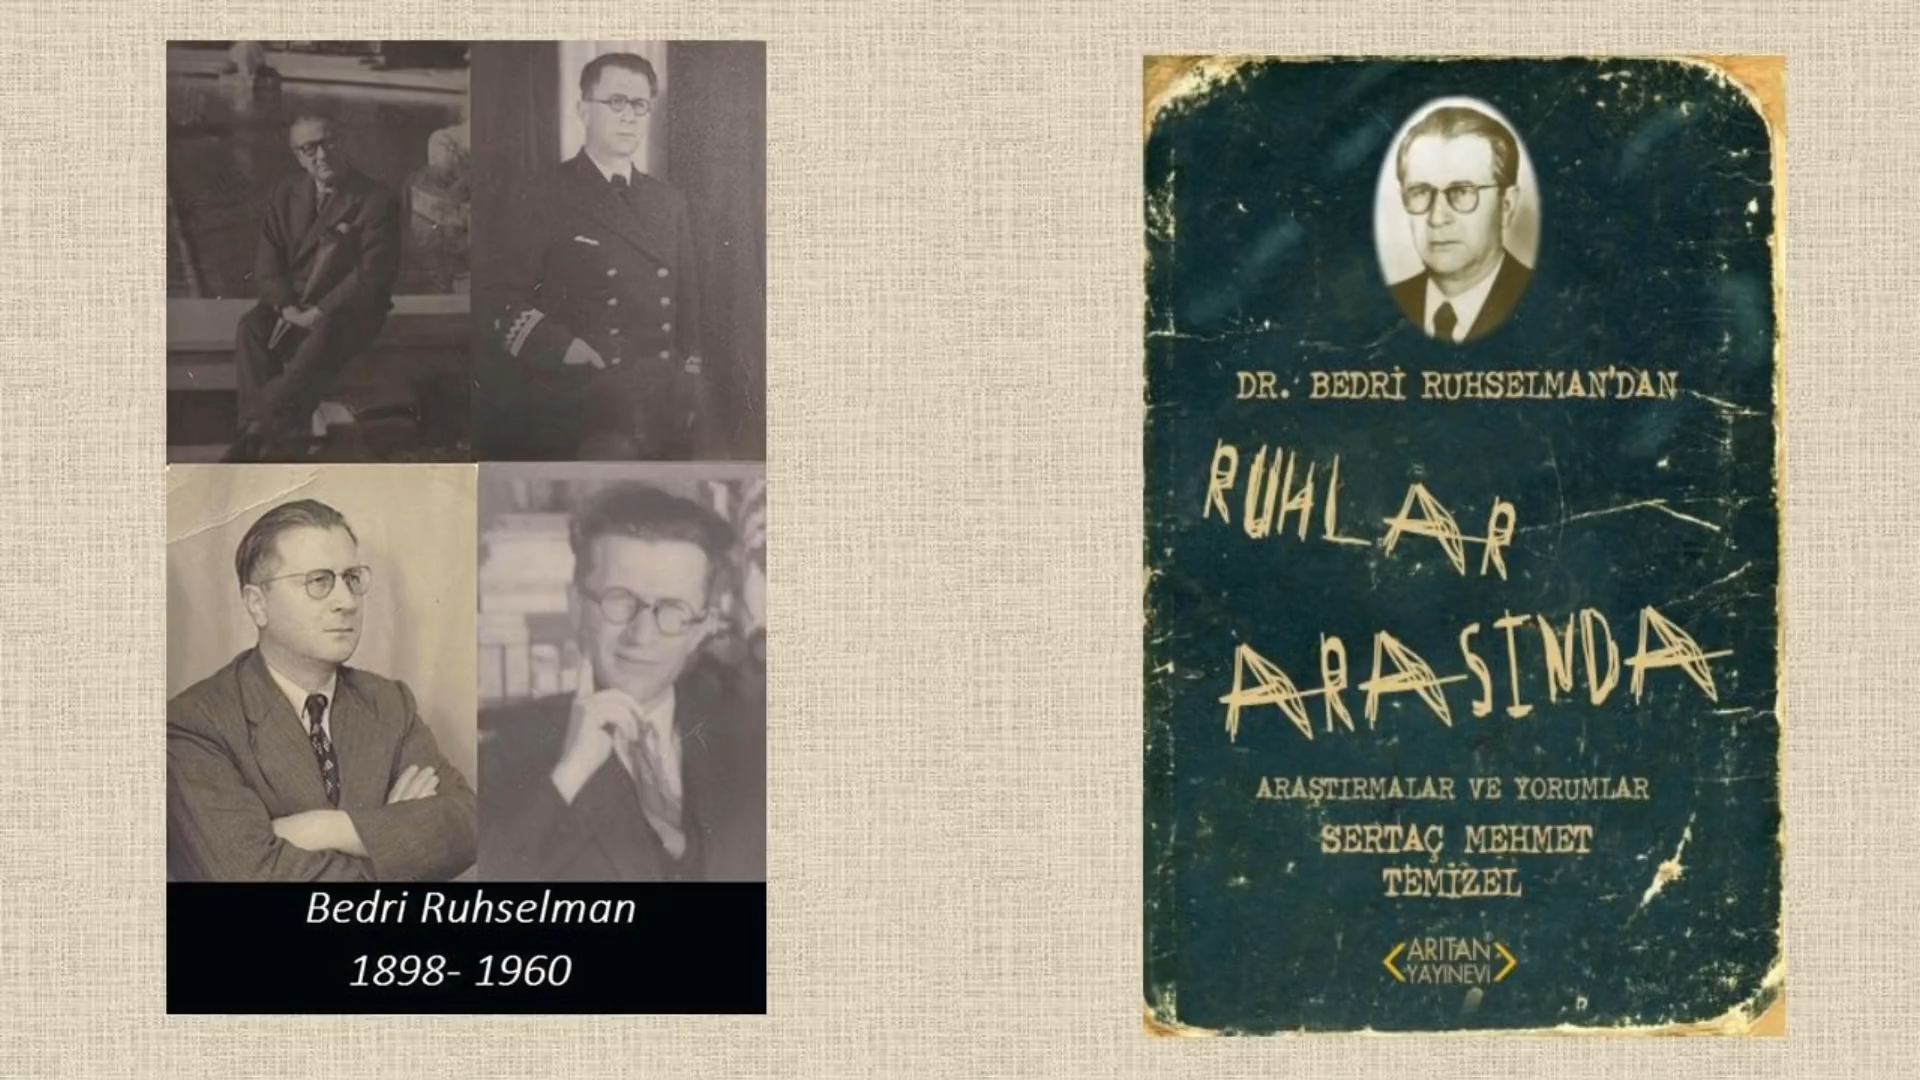 Bedri Ruhselman
1898- 1960
DR. BEDRİ RUHSELMAN'DAN
RUHLAR
ARASINDA
ARAŞTIRMALAR VE YORUMLAR
SERTAÇ MEHMET
TEMİZEL
ARITAN
YAYINEVİ